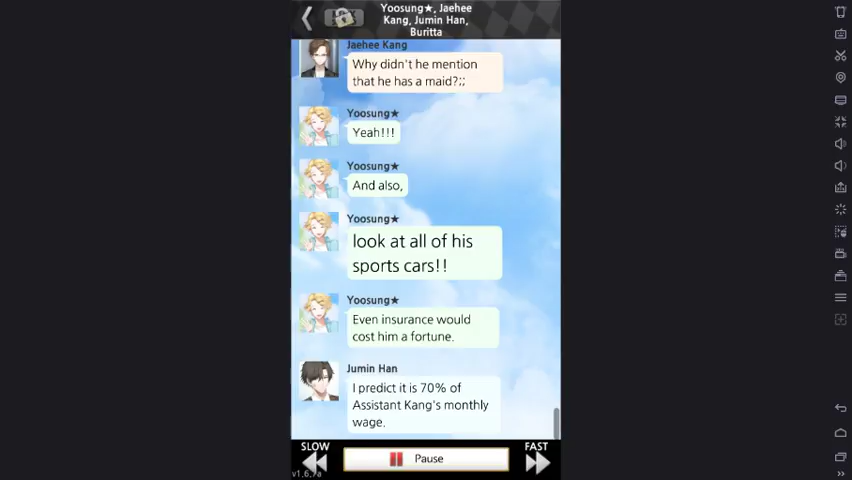 Yoosung★, Jaehee
Kang, Jumin Han,
Buritta
Jaehee Kang
Why didn't he mention
that he has a maid?;;
Yoosung★
Yeah!!!
Yoosung★
And also,
Yoosung★
look at all of his
sports cars!!
Yoosung★
Even insurance would
cost him a fortune.
Jumin Han
I predict it is 70% of
Assistant Kang's monthly
wage.
SLOW
Pause
FAST